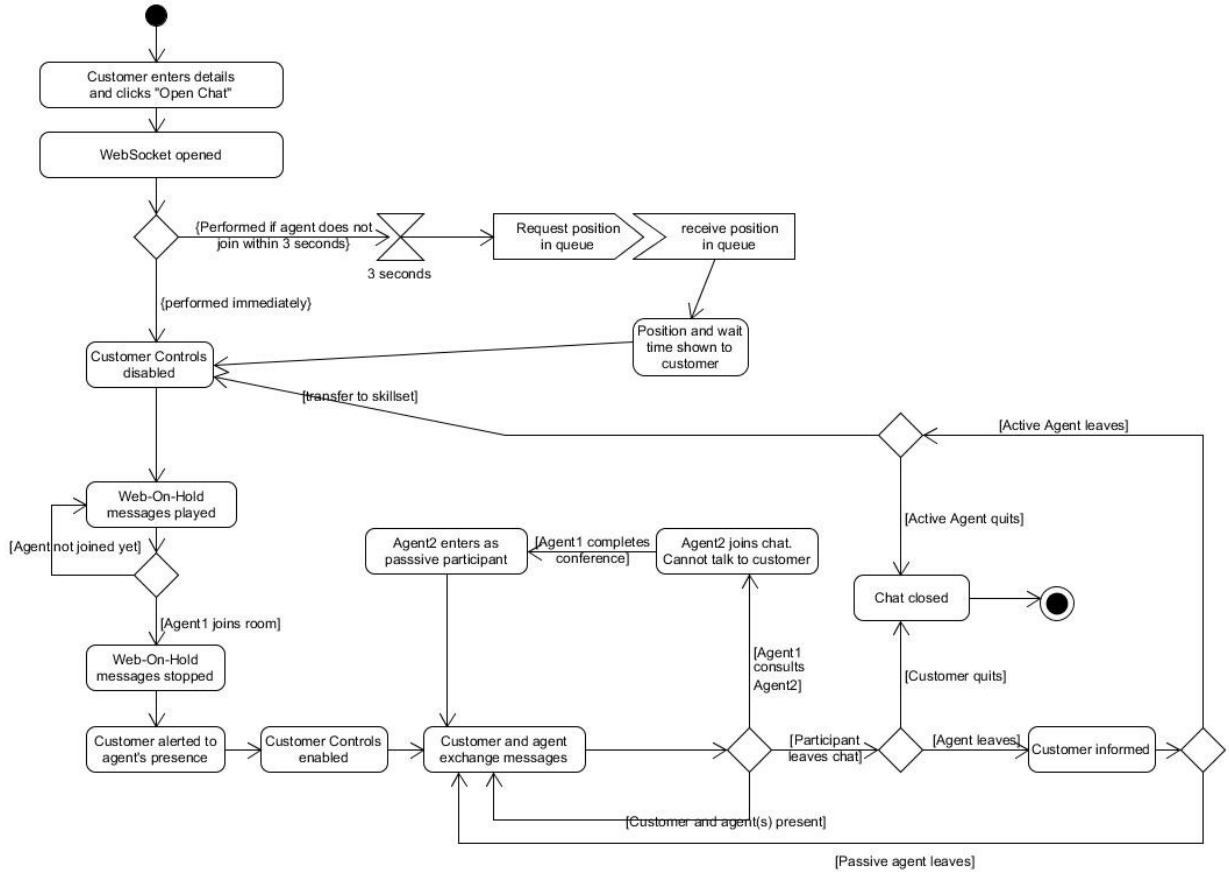 Customer enters details
and clicks "Open Chat"
WebSocket opened
{Performed if agent does not
join within 3 seconds}
3 seconds
Request position
in queue
receive position
in queue
{performed immediately}
Position and wait
time shown to
customer
Customer Controls
disabled
[transfer to skillset]
[Active Agent leaves]
Web-On-Hold
messages played
[Agent not joined yet]
[Active Agent quits]
Agent2 enters as
passsive participant
[Agent1 completes
conference]
Agent2 joins chat.
Cannot talk to customer
Chat closed
[Agent1 joins room]
Web-On-Hold
messages stopped
[Agent1
consults
Agent2]
[Customer quits]
Customer alerted to
agent's presence
Customer Controls
enabled
Customer and agent
exchange messages
[Participant
leaves chat]
[Agent leaves]
Customer informed
[Customer and agent(s) present]
[Passive agent leaves]